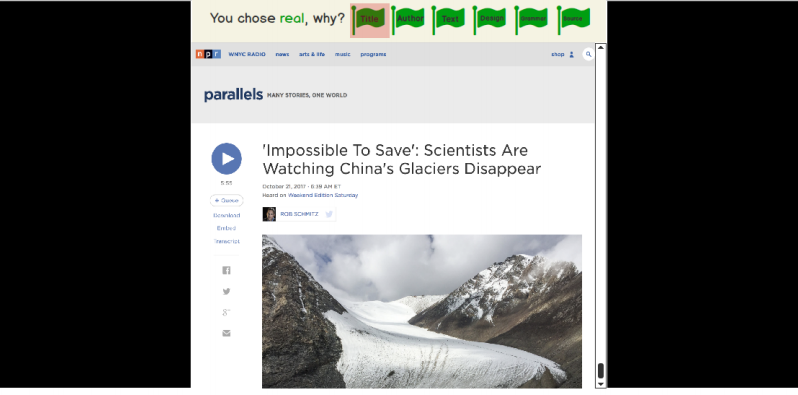 You chose real, why?
Title
Author
Text
Design
Grammar
Source
npr WNYC RADIO news arts & life music programs shop
parallels MANY STORIES, ONE WORLD
'Impossible To Save': Scientists Are
Watching China's Glaciers Disappear
5:55
October 21, 2017 · 6:39 AM ET
+ Queue
Heard on Weekend Edition Saturday
Download
ROB SCHMITZ
Embed
Transcript